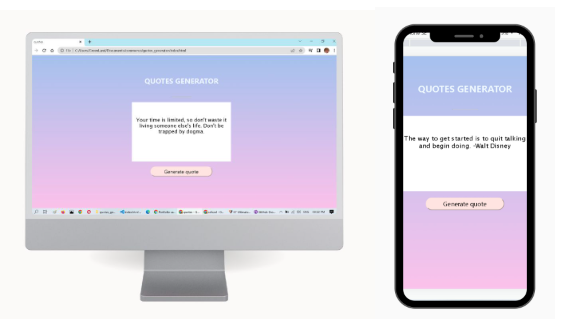 QUOTES GENERATOR
Your time is limited, so don't waste it
living someone else's life. Don't be
trapped by dogma
Generate quote
QUOTES GENERATOR
The way to get started is to quit talking
and begin doing. -Walt Disney
Generate quote